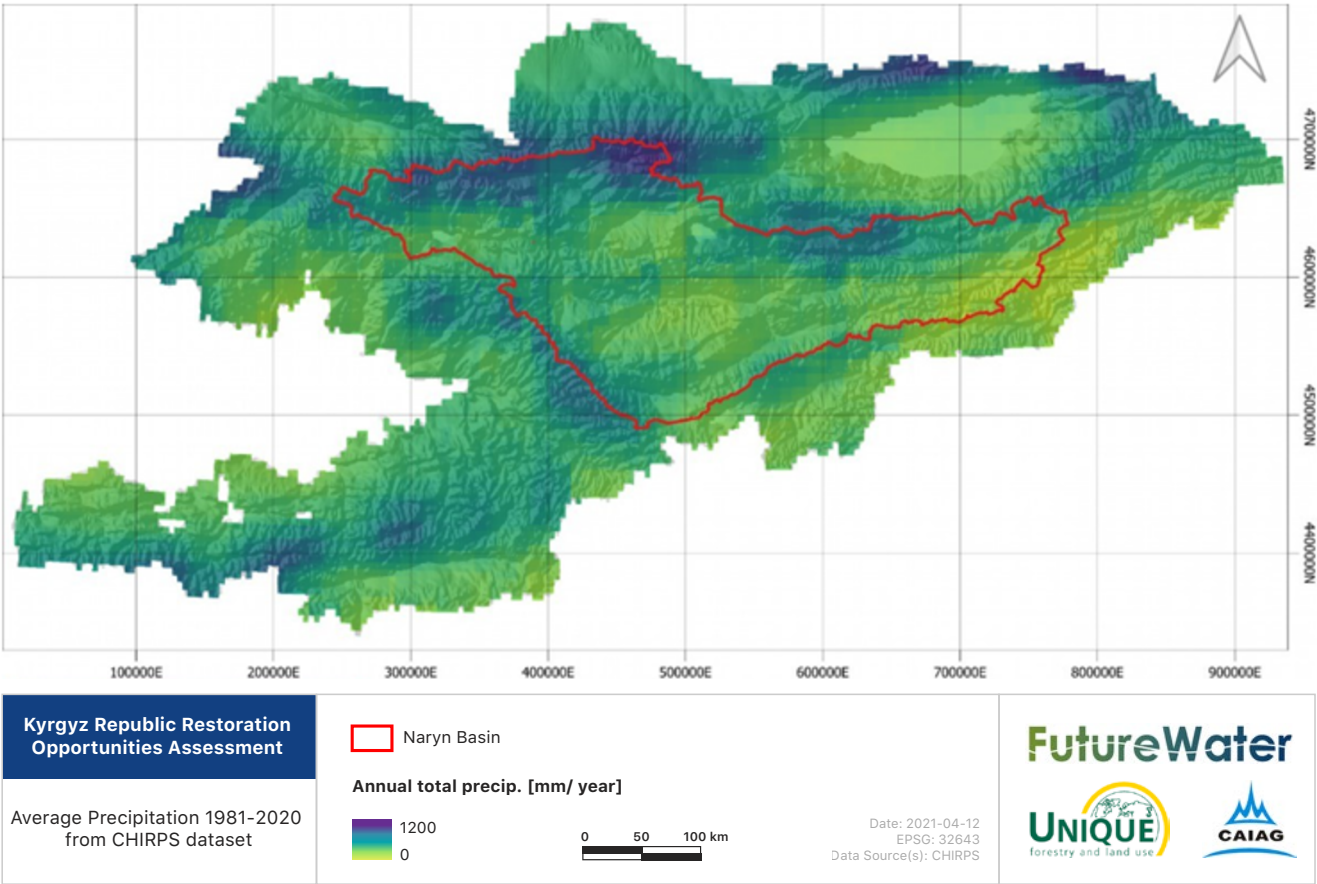 4700000N
4600000N
4500000N
4400000N
100000E
200000E
300000E
400000E
500000E
600000E
700000E
800000E
900000E
Kyrgyz Republic Restoration
Opportunities Assessment
Average Precipitation 1981-2020
from CHIRPS dataset
Naryn Basin
Annual total precip. [mm/ year]
1200
0
0 50 100 km
Date: 2021-04-12
EPSG: 32643
Data Source(s): CHIRPS
FutureWater
UNIQUE
forestry and land use
CAIAG